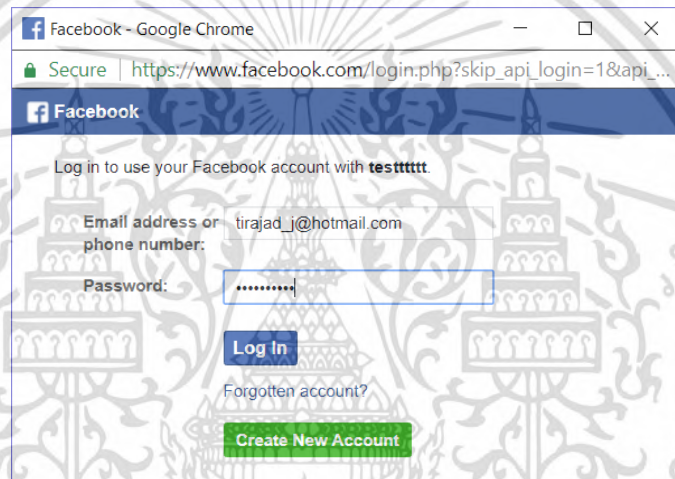 Facebook - Google Chrome
Secure | https://www.facebook.com/login.php?skip_api_login=1&api_...
Facebook
Log in to use your Facebook account with testttttt.
Email address or phone number:
tirajad_j@hotmail.com
Password:
••••••••••
Log In
Forgotten account?
Create New Account